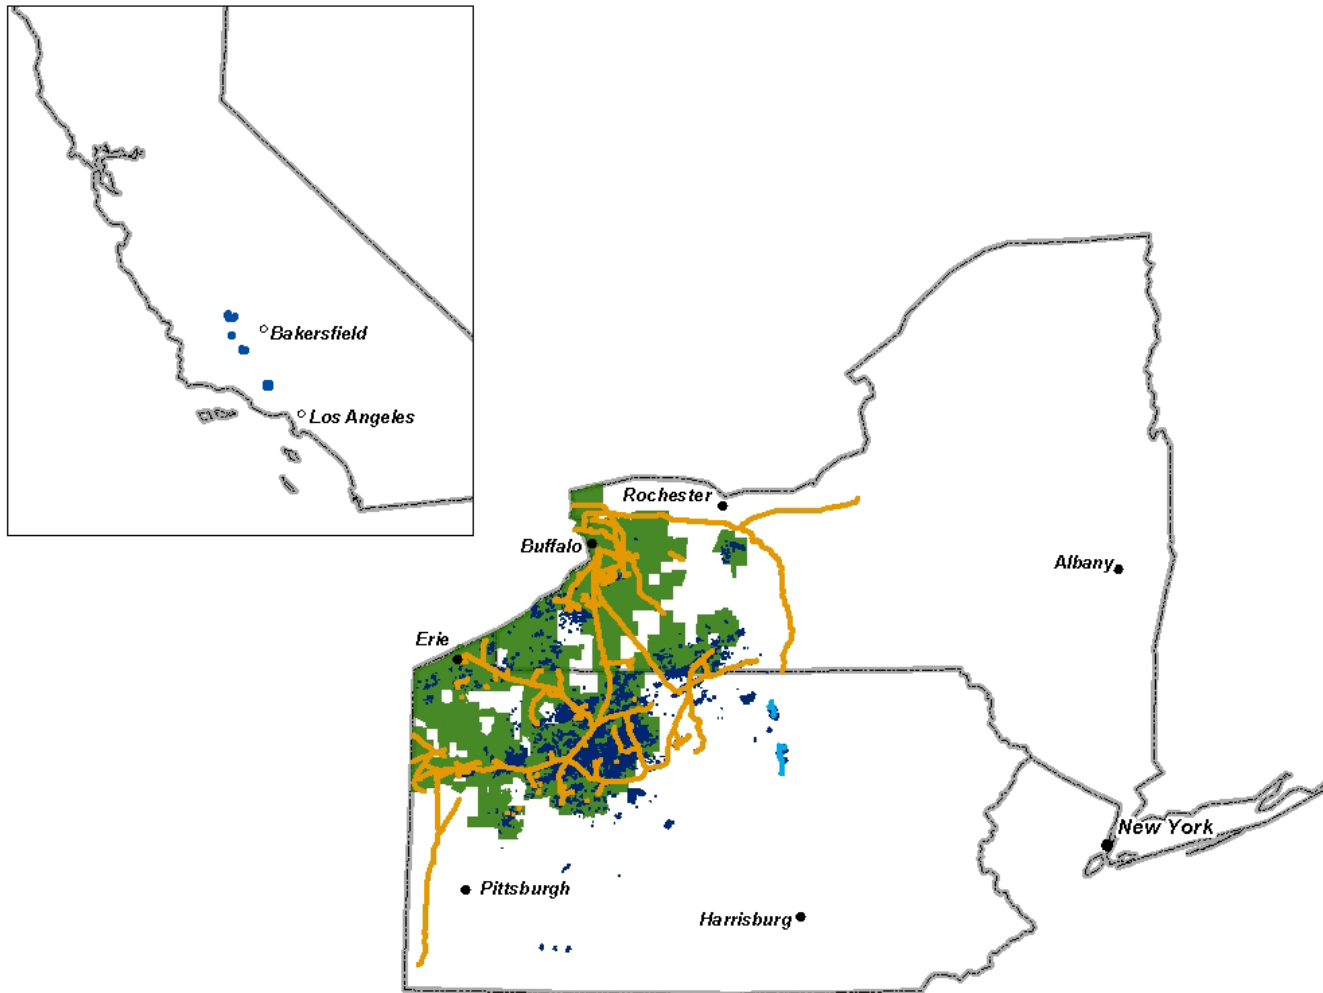 Bakersfield
Los Angeles
Rochester
Buffalo
Albany
Erie
New York
Pittsburgh
Harrisburg